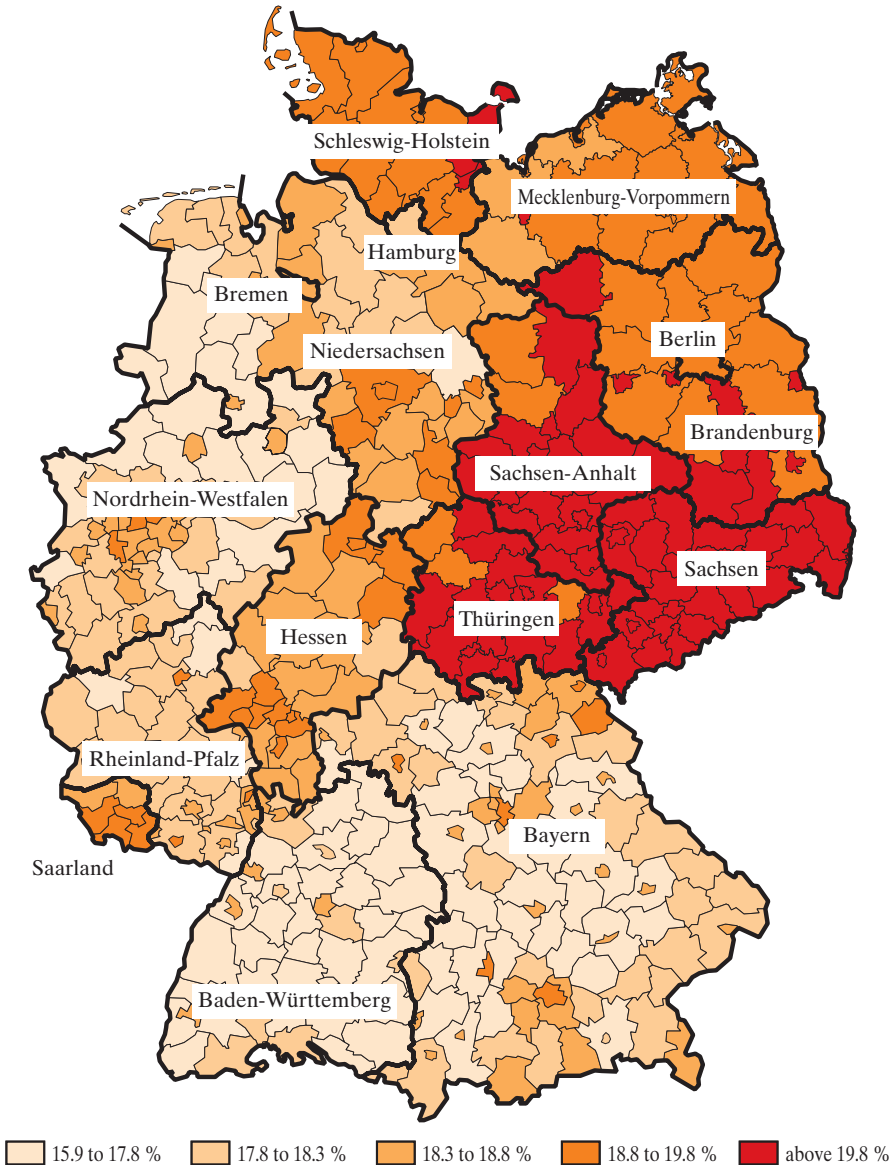 Schleswig-Holstein
Mecklenburg-Vorpommern
Hamburg
Bremen
Niedersachsen
Berlin
Brandenburg
Sachsen-Anhalt
Nordrhein-Westfalen
Sachsen
Thüringen
Hessen
Rheinland-Pfalz
Bayern
Saarland
Baden-Württemberg
15.9 to 17.8 %
17.8 to 18.3 %
18.3 to 18.8 %
18.8 to 19.8 %
above 19.8 %